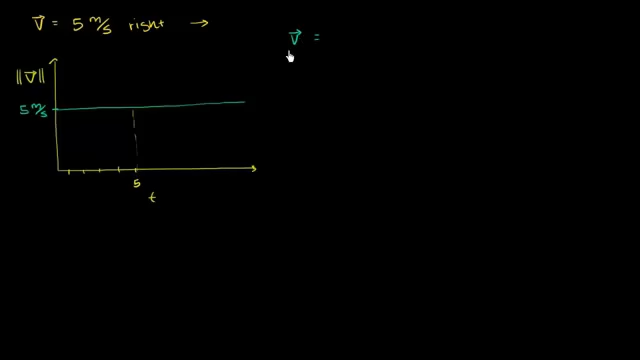 v⃗ = 5 m/s right →
v⃗ =
‖v⃗‖
5 m/s
5
t